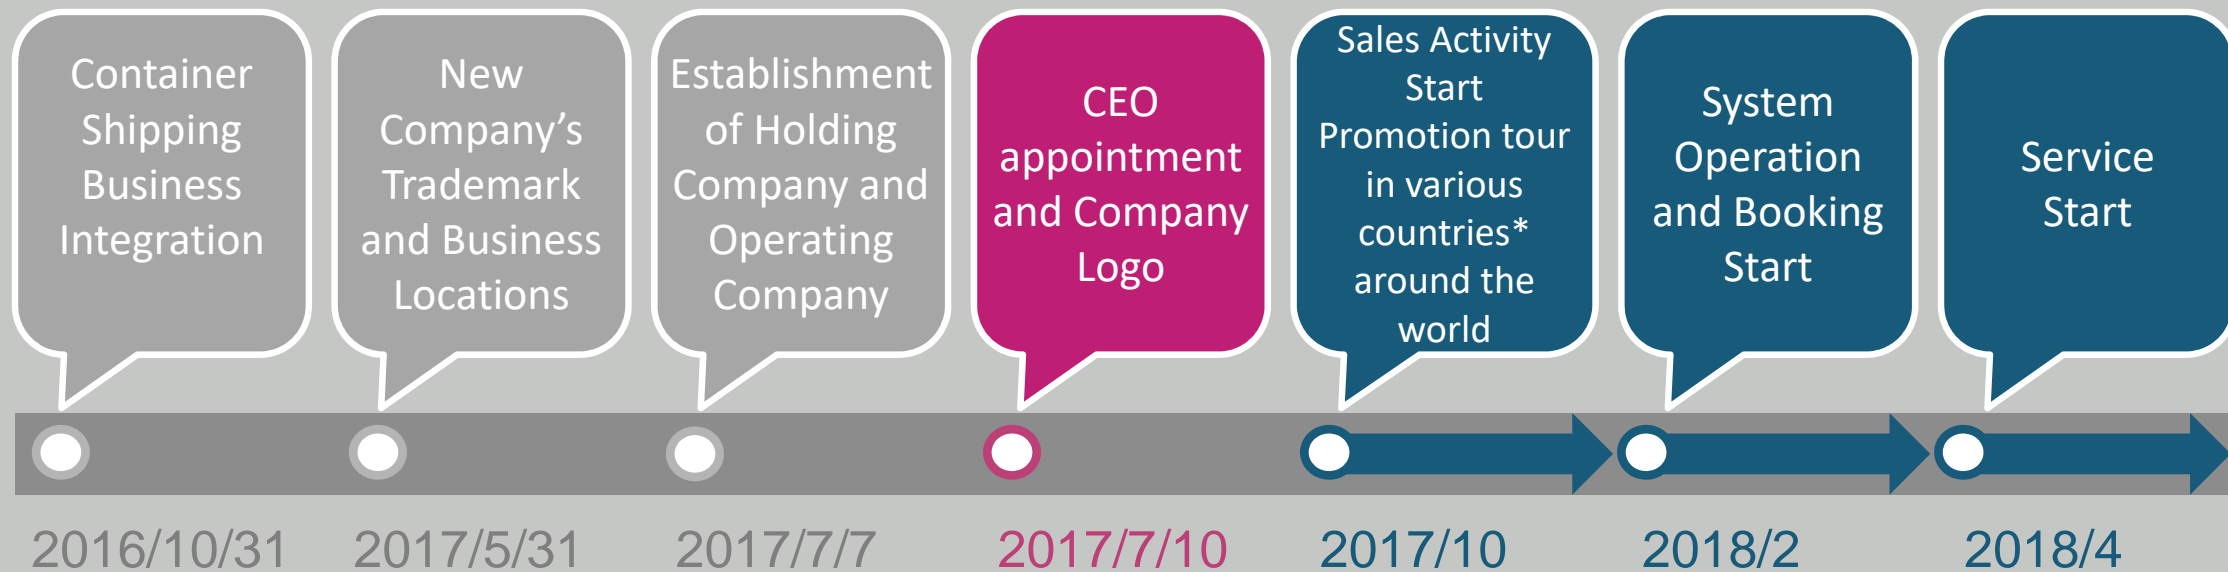 Container
Shipping
Business
Integration
New
Company’s
Trademark
and Business
Locations
Establishment
of Holding
Company and
Operating
Company
CEO
appointment
and Company
Logo
Sales Activity
Start
Promotion tour
in various
countries*
around the
world
System
Operation
and Booking
Start
Service
Start
2016/10/31
2017/5/31
2017/7/7
2017/7/10
2017/10
2018/2
2018/4